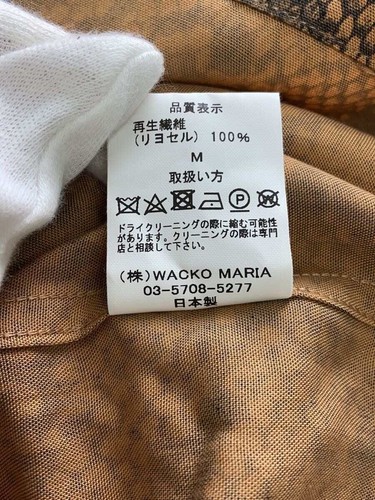 品質表示
再生繊維
(リヨセル) 100%
M
取扱い方
P W
ドライクリーニングの際に縮む可能性
があります。クリーニングの際は専門
店と相談して下さい。
(株)WACKO MARIA
03-5708-5277
日本製